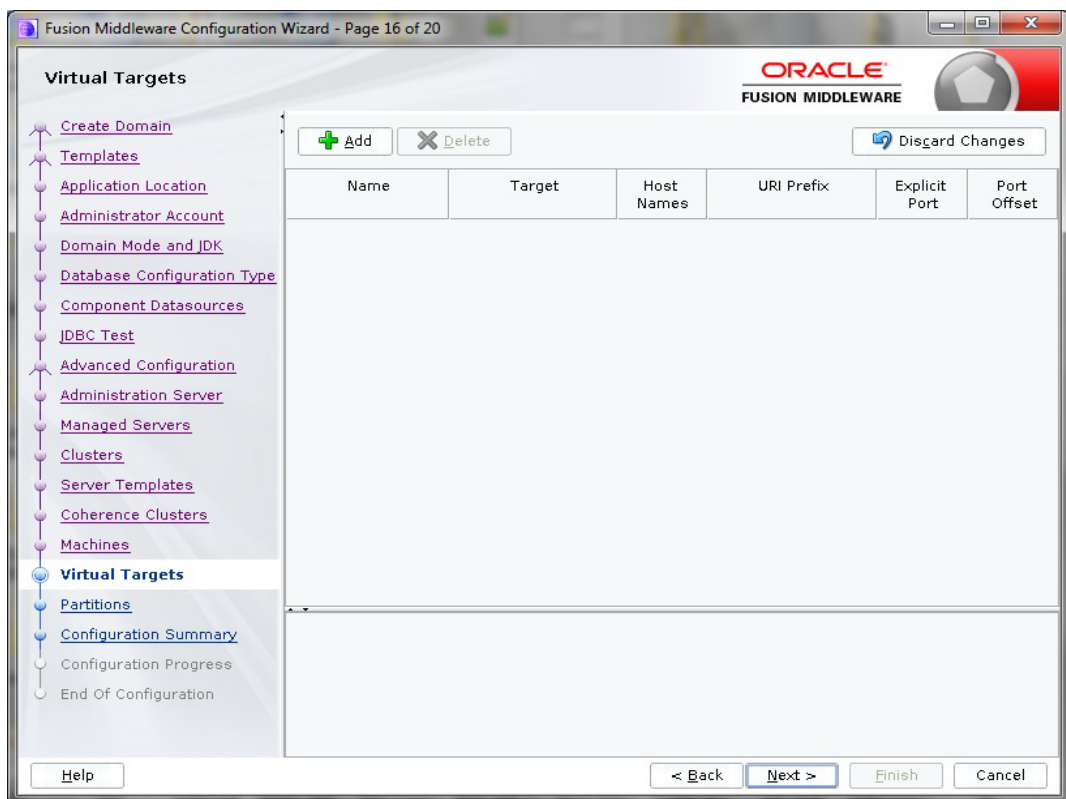 Fusion Middleware Configuration Wizard - Page 16 of 20
Virtual Targets
ORACLE
FUSION MIDDLEWARE
Create Domain
Templates
Application Location
Administrator Account
Domain Mode and JDK
Database Configuration Type
Component Datasources
JDBC Test
Advanced Configuration
Administration Server
Managed Servers
Clusters
Server Templates
Coherence Clusters
Machines
Virtual Targets
Partitions
Configuration Summary
Configuration Progress
End Of Configuration
Add Delete Discard Changes
Name Target Host Names URI Prefix Explicit Port Port Offset
Help < Back Next > Finish Cancel